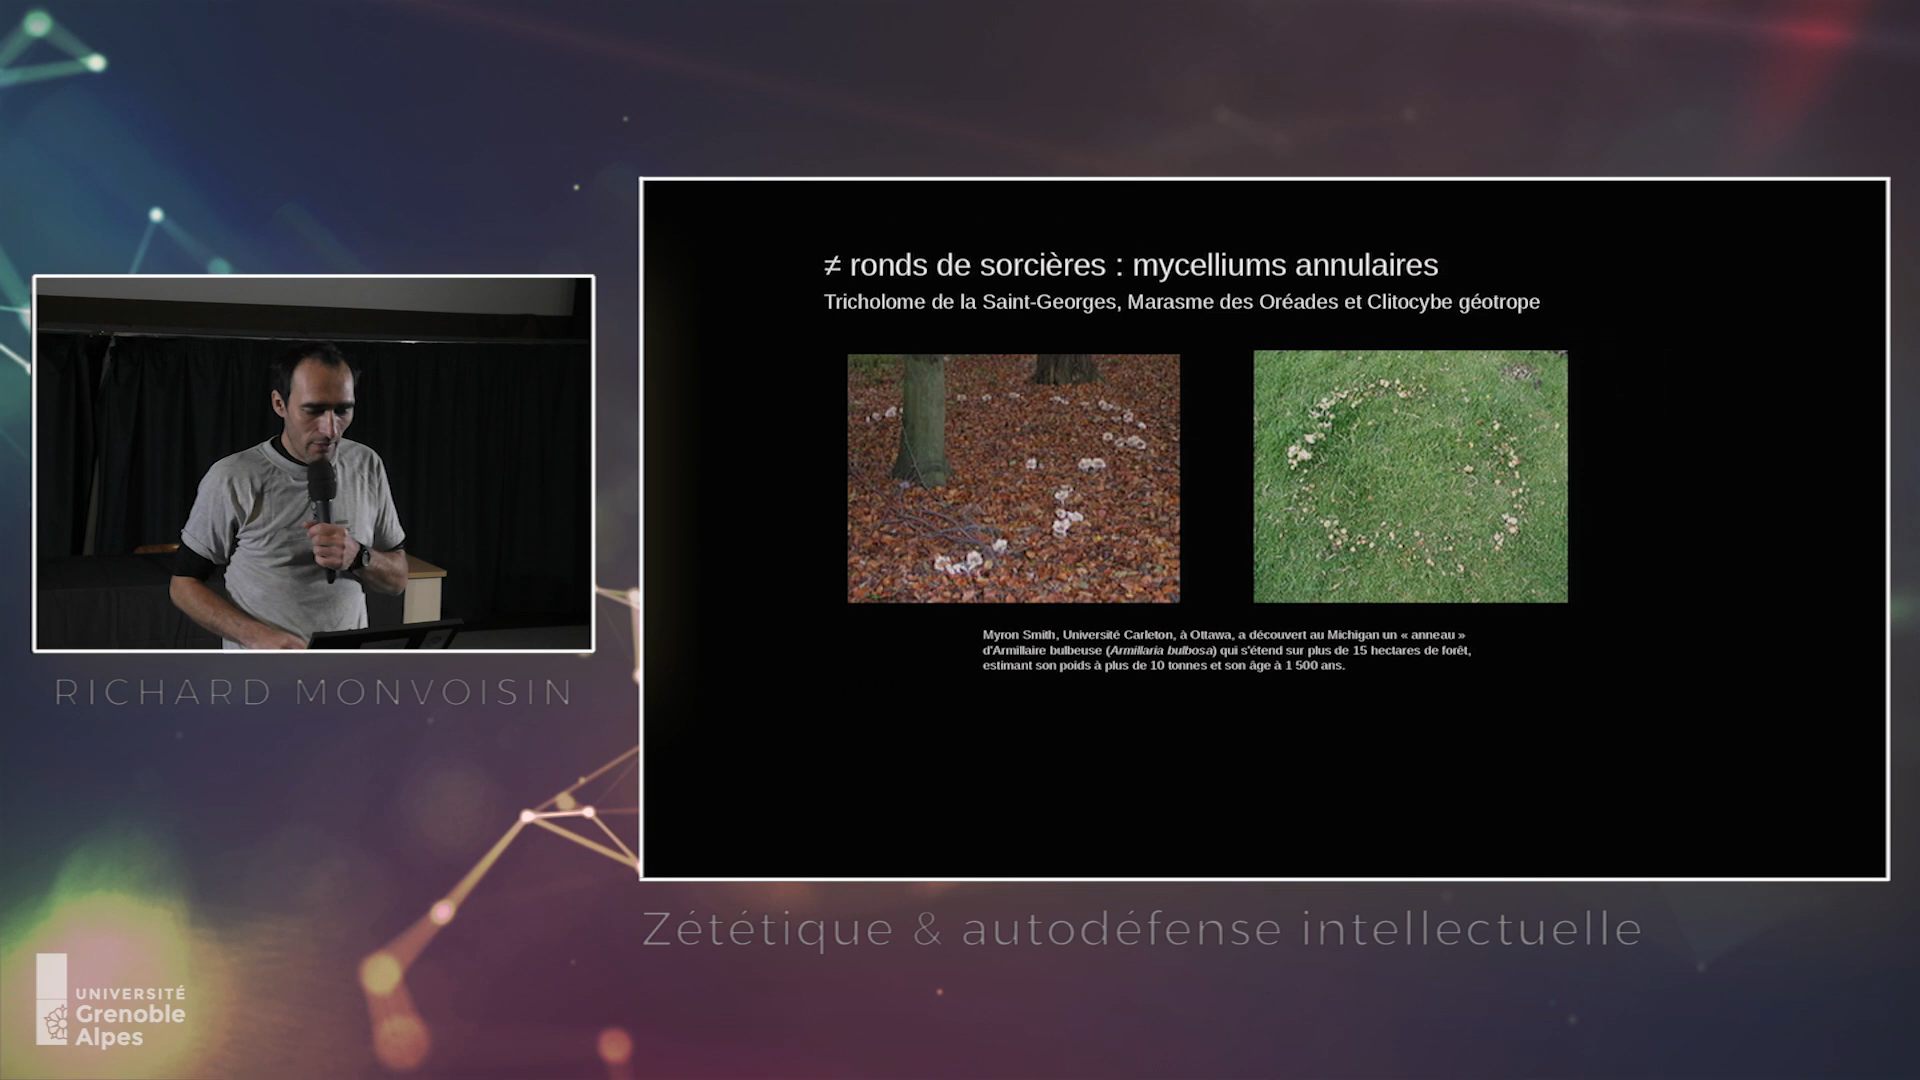 ≠ ronds de sorcières : mycelliums annulaires
Tricholome de la Saint-Georges, Marasme des Oréades et Clitocybe géotrope
Myron Smith, Université Carleton, à Ottawa, a découvert au Michigan un « anneau »
d'Armillaire bulbeuse (Armillaria bulbosa) qui s'étend sur plus de 15 hectares de forêt,
estimant son poids à plus de 10 tonnes et son âge à 1 500 ans.
RICHARD MONVOISIN
Zététique & autodéfense intellectuelle
UNIVERSITÉ
Grenoble
Alpes